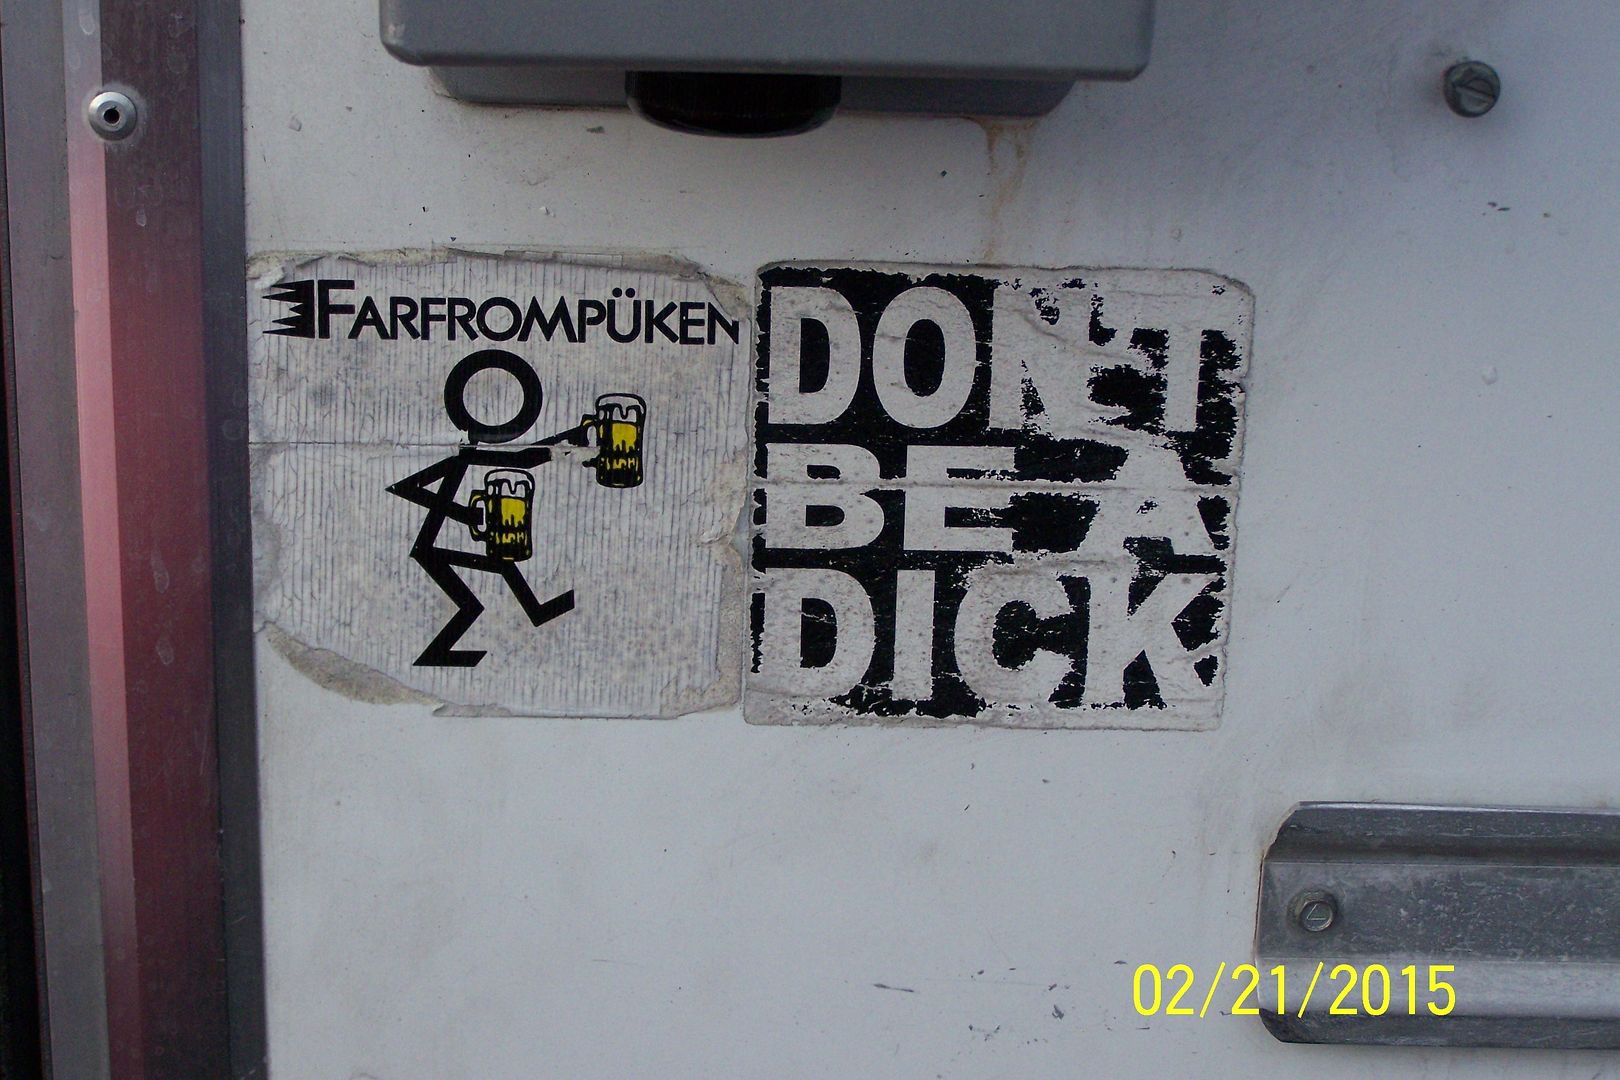 FARFROMPÜKEN
DON'T
BE A
DICK
02/21/2015